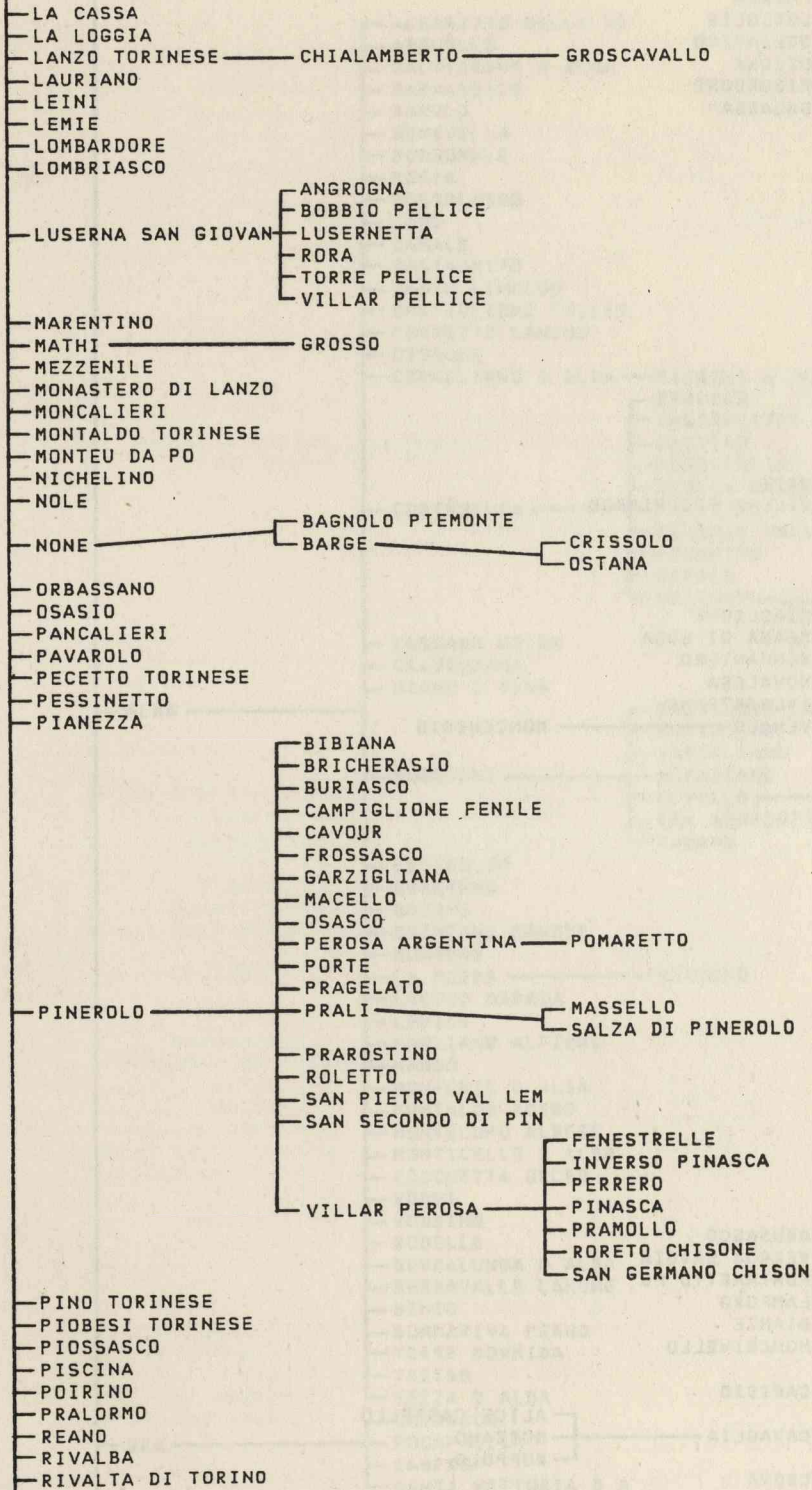 LA CASSA
LA LOGGIA
LANZO TORINESE CHIALAMBERTO GROSCAVALLO
LAURIANO
LEINI
LEMIE
LOMBARDORE
LOMBRIASCO
ANGROGNA
BOBBIO PELLICE
LUSERNA SAN GIOVAN LUSERNETTA
RORA
TORRE PELLICE
VILLAR PELLICE
MARENTINO
MATHI GROSSO
MEZZENILE
MONASTERO DI LANZO
MONCALIERI
MONTALDO TORINESE
MONTEU DA PO
NICHELINO
NOLE
BAGNOLO PIEMONTE
NONE BARGE CRISSOLO
OSTANA
ORBASSANO
OSASIO
PANCALIERI
PAVAROLO
PECETTO TORINESE
PESSINETTO
PIANEZZA
BIBIANA
BRICHERASIO
BURIASCO
CAMPIGLIONE FENILE
CAVOUR
FROSSASCO
GARZIGLIANA
MACELLO
OSASCO
PEROSA ARGENTINA POMARETTO
PORTE
PRAGELATO
PINEROLO PRALI MASSELLO
SALZA DI PINEROLO
PRAROSTINO
ROLETTO
SAN PIETRO VAL LEM
SAN SECONDO DI PIN
FENESTRELLE
INVERSO PINASCA
PERRERO
VILLAR PEROSA PINASCA
PRAMOLLO
RORETO CHISONE
SAN GERMANO CHISON
PINO TORINESE
PIOBESI TORINESE
PIOSSASCO
PISCINA
POIRINO
PRALORMO
REANO
RIVALBA
RIVALTA DI TORINO